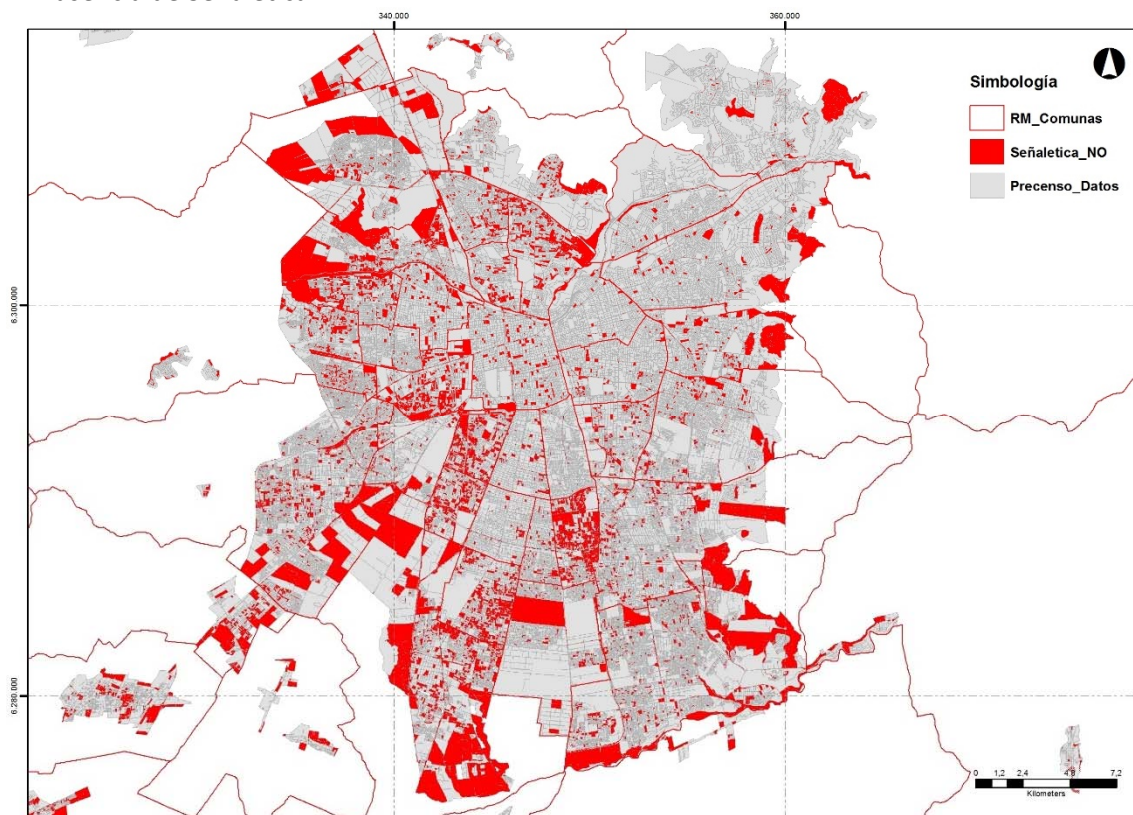 340.000
360.000
Simbología
RM_Comunas
Señaletica_NO
Precenso_Datos
6.300.000
6.280.000
0 1,2 2,4 4,8 7,2
Kilometers